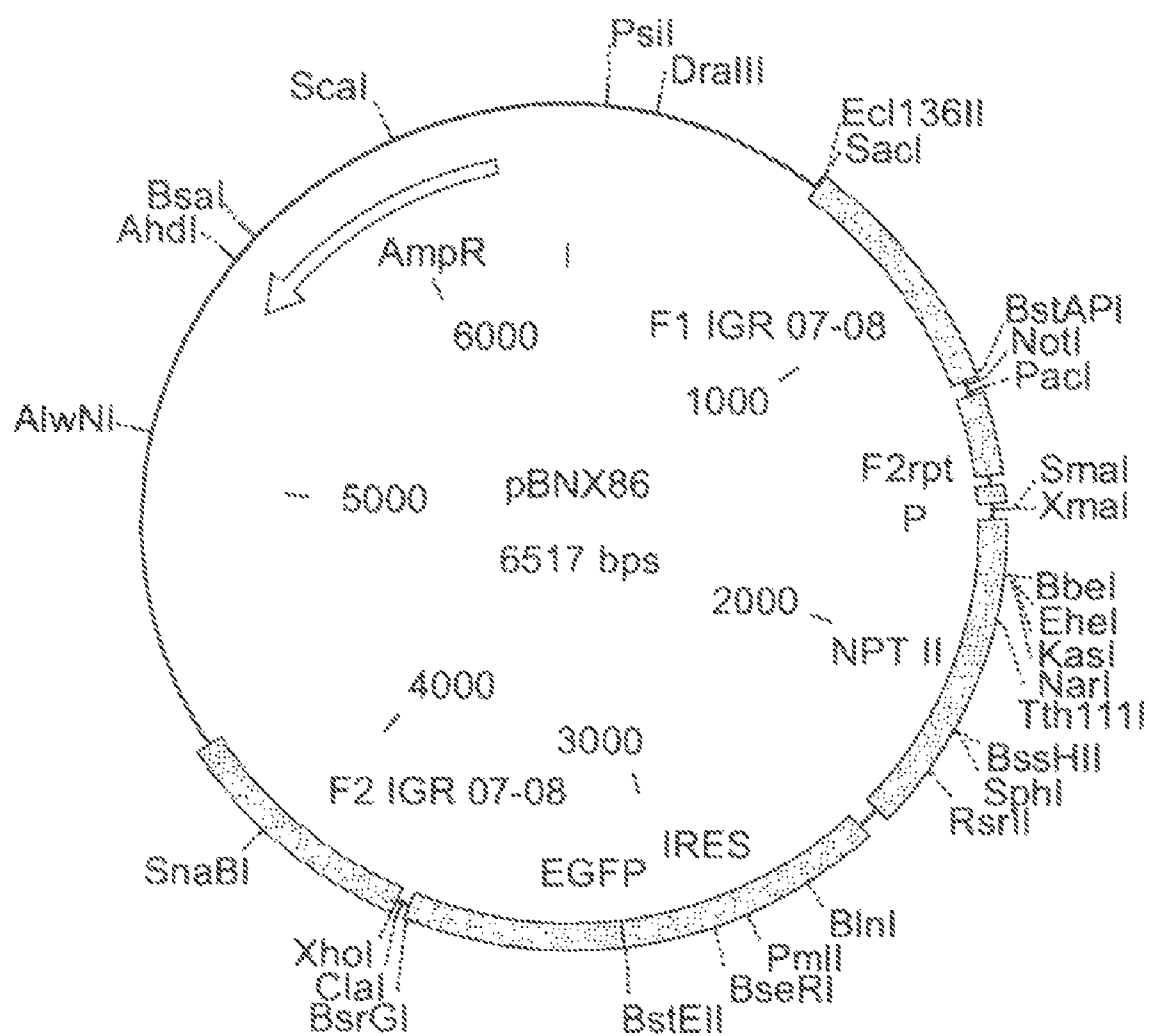 PsiI
DraIII
ScaI
Ecl136II
SacI
BsaI
AhdI
AmpR
6000
F1 IGR 07-08
1000
BstAPI
NotI
PacI
AlwNI
F2rpt
P
SmaI
XmaI
5000
pBNX86
6517 bps
2000
NPT II
BbeI
EheI
KasI
NarI
Tth111I
4000
3000
F2 IGR 07-08
BssHII
SphI
RsrII
IRES
EGFP
SnaBI
BlnI
PmlI
BseRI
BstEII
XhoI
ClaI
BsrGI